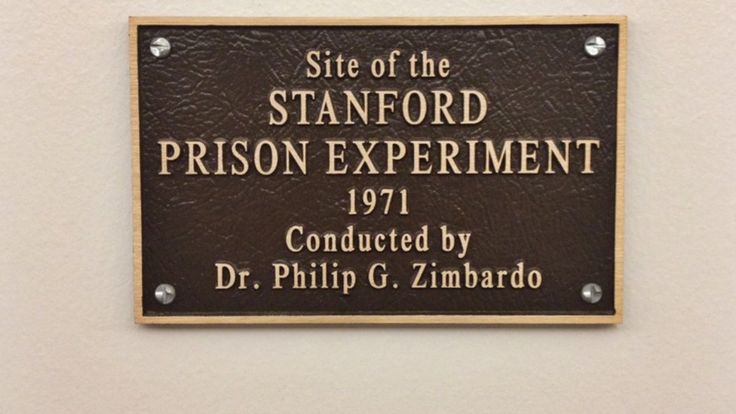 Site of the
STANFORD
PRISON EXPERIMENT
1971
Conducted by
Dr. Philip G. Zimbardo